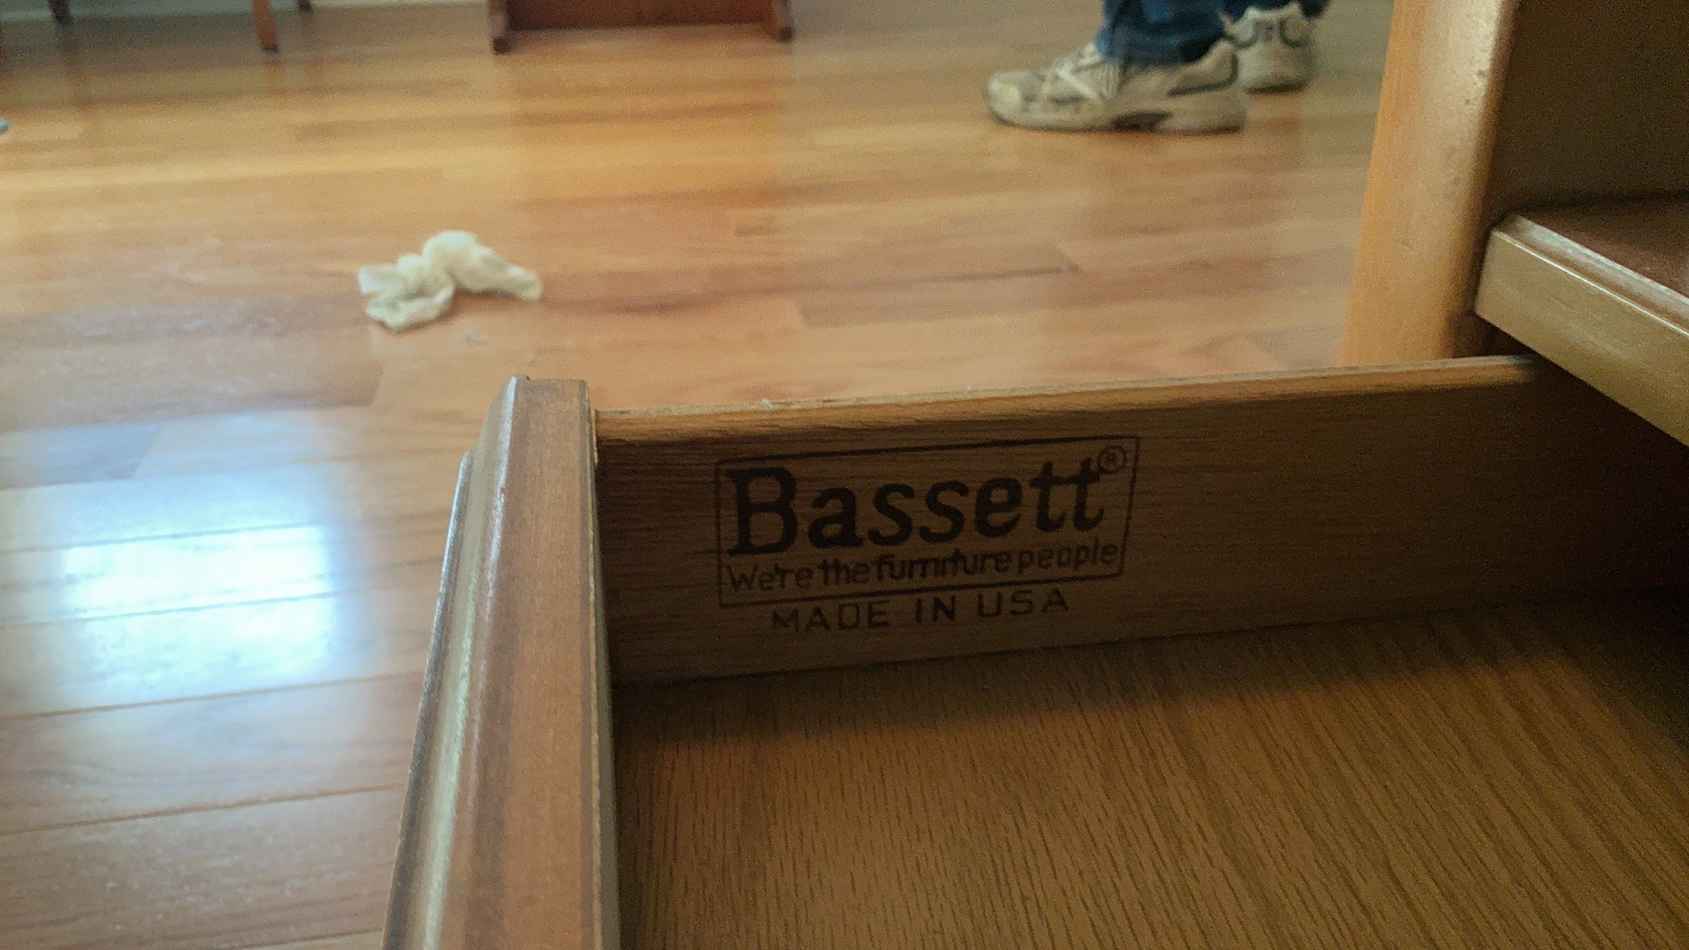 Bassett®
We're the furniture people
MADE IN USA